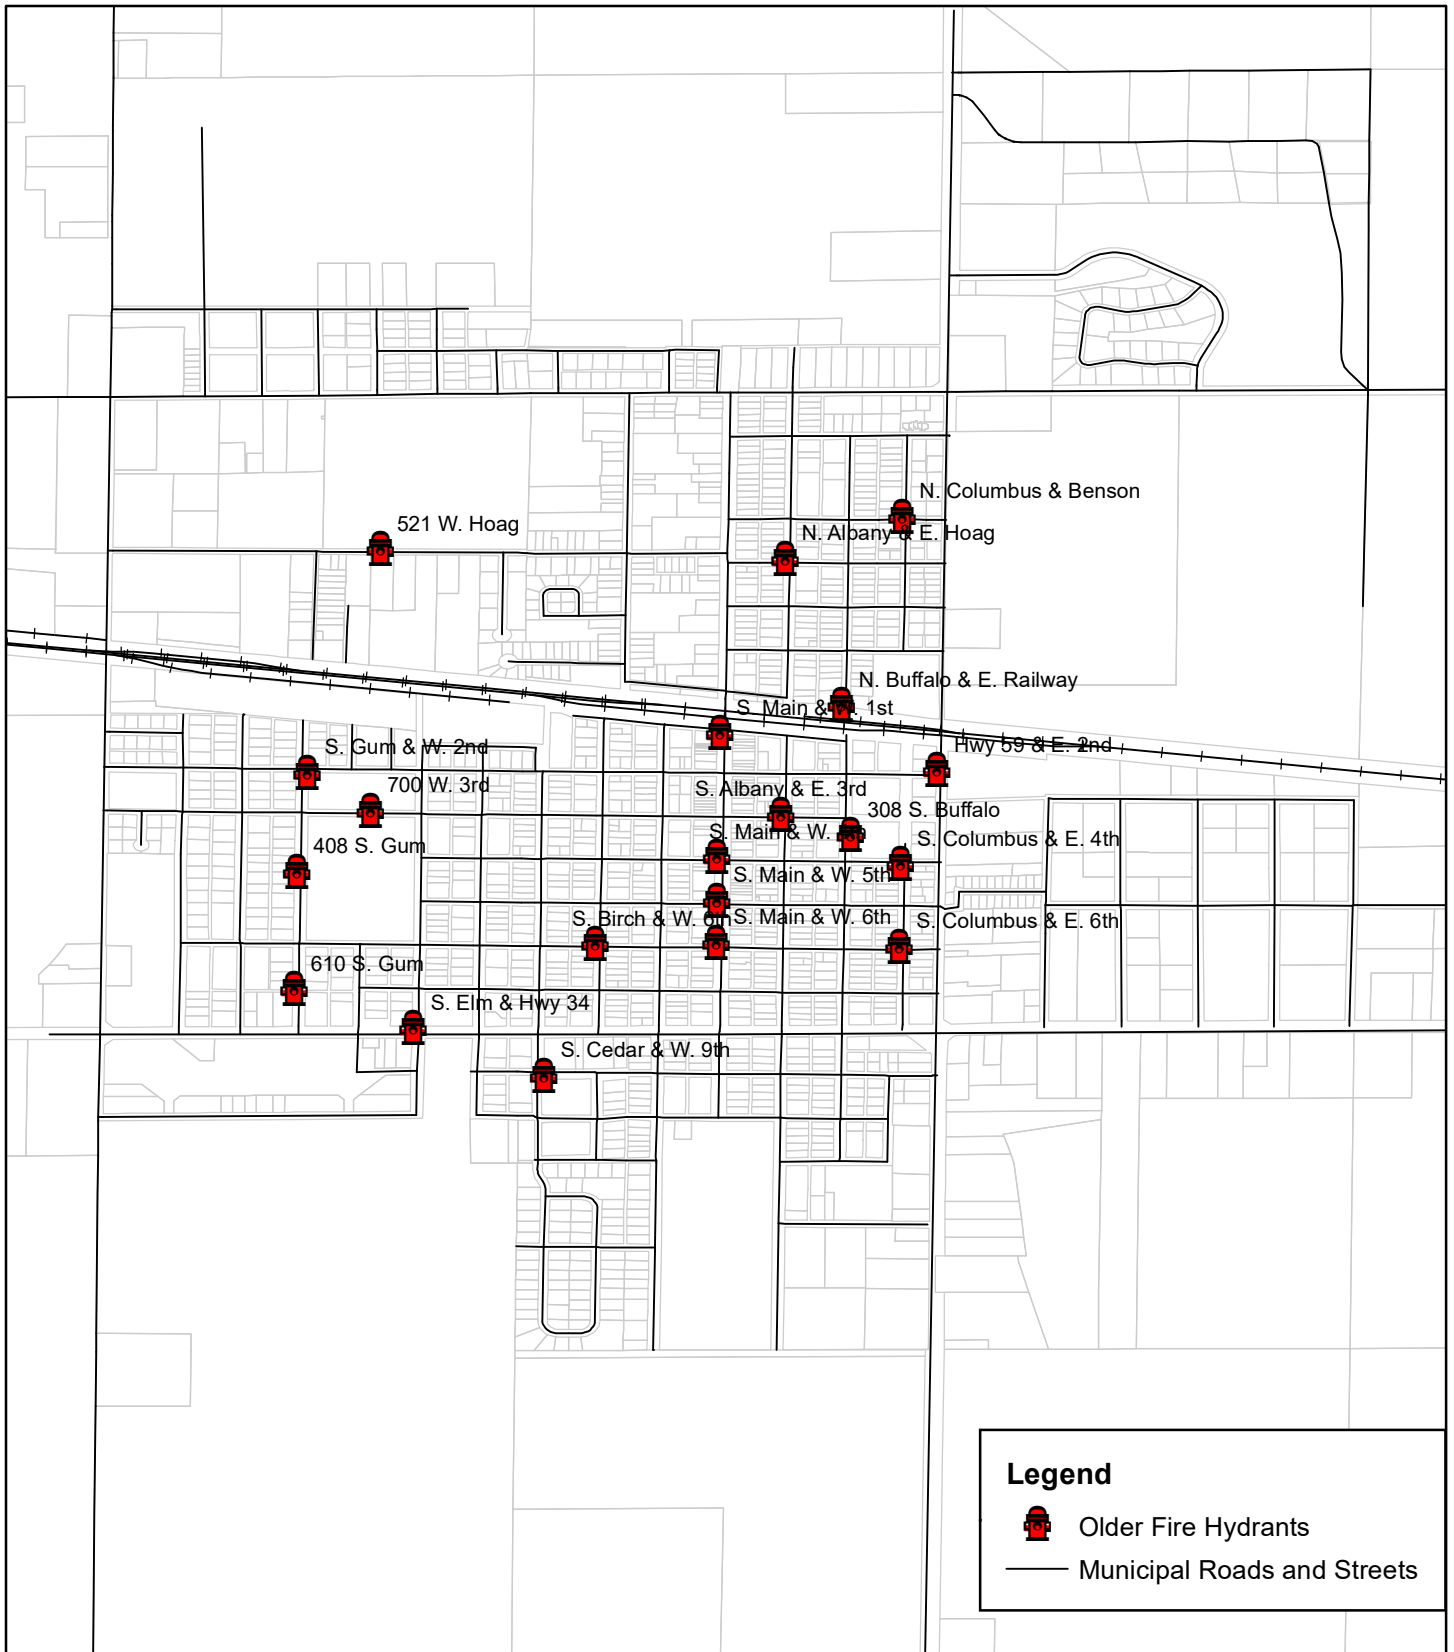 N. Columbus & Benson
521 W. Hoag
N. Albany & E. Hoag
N. Buffalo & E. Railway
S. Main & W. 1st
S. Gum & W. 2nd
Hwy 59 & E. 2nd
700 W. 3rd
S. Albany & E. 3rd
308 S. Buffalo
S. Main & W.
S. Columbus & E. 4th
408 S. Gum
S. Main & W. 5th
S. Birch & W. 6th
S. Main & W. 6th
S. Columbus & E. 6th
610 S. Gum
S. Elm & Hwy 34
S. Cedar & W. 9th
Legend
Older Fire Hydrants
Municipal Roads and Streets